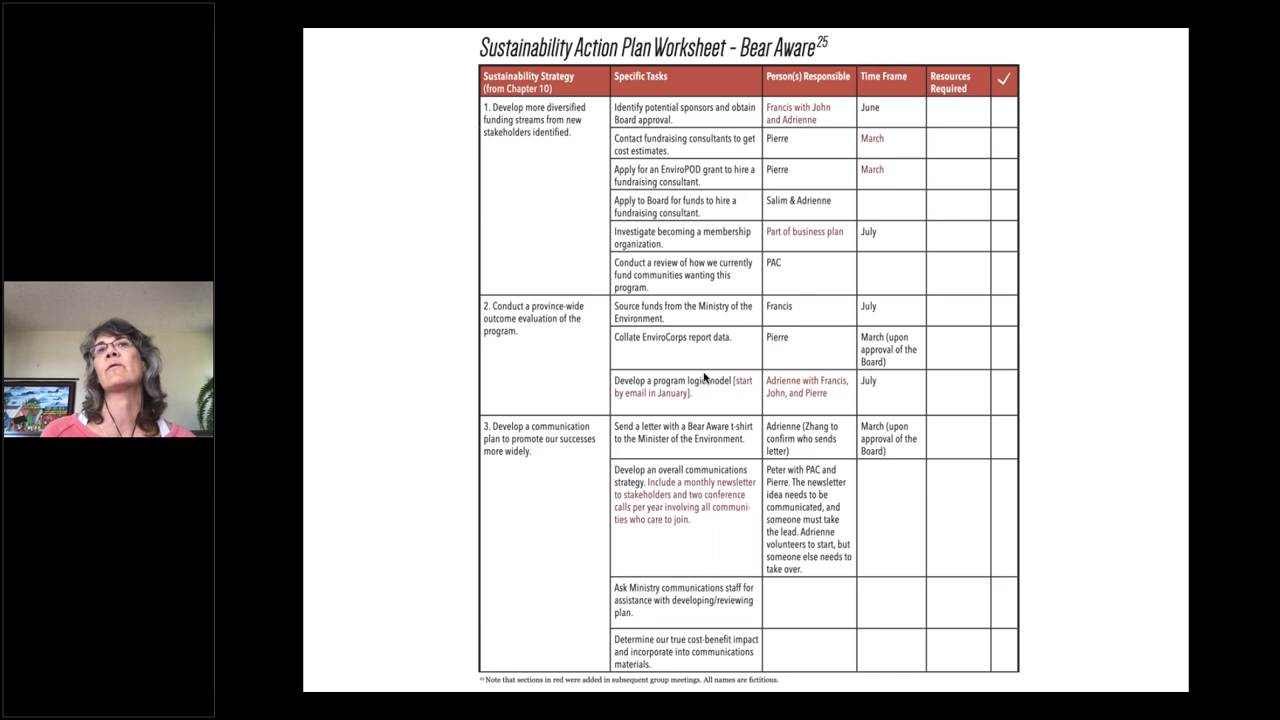 Sustainability Action Plan Worksheet - Bear Aware25
Sustainability Strategy
(from Chapter 10)
Specific Tasks
Person(s) Responsible
Time Frame
Resources
Required
✓
1. Develop more diversified
funding streams from new
stakeholders identified.
Identify potential sponsors and obtain
Board approval.
Francis with John
and Adrienne
June
Contact fundraising consultants to get
cost estimates.
Pierre
March
Apply for an EnviroPOD grant to hire a
fundraising consultant.
Pierre
March
Apply to Board for funds to hire a
fundraising consultant.
Salim & Adrienne
Investigate becoming a membership
organization.
Part of business plan
July
Conduct a review of how we currently
fund communities wanting this
program.
PAC
2. Conduct a province-wide
outcome evaluation of the
program.
Source funds from the Ministry of the
Environment.
Francis
July
Collate EnviroCorps report data.
Pierre
March (upon
approval of the
Board)
Develop a program logic model [start
by email in January].
Adrienne with Francis,
John, and Pierre
July
3. Develop a communication
plan to promote our successes
more widely.
Send a letter with a Bear Aware t-shirt
to the Minister of the Environment.
Adrienne (Zhang to
confirm who sends
letter)
March (upon
approval of the
Board)
Develop an overall communications
strategy. Include a monthly newsletter
to stakeholders and two conference
calls per year involving all communi-
ties who care to join.
Peter with PAC and
Pierre. The newsletter
idea needs to be
communicated, and
someone must take
the lead. Adrienne
volunteers to start, but
someone else needs to
take over.
Ask Ministry communications staff for
assistance with developing/reviewing
plan.
Determine our true cost-benefit impact
and incorporate into communications
materials.
25 Note that sections in red were added in subsequent group meetings. All names are fictitious.